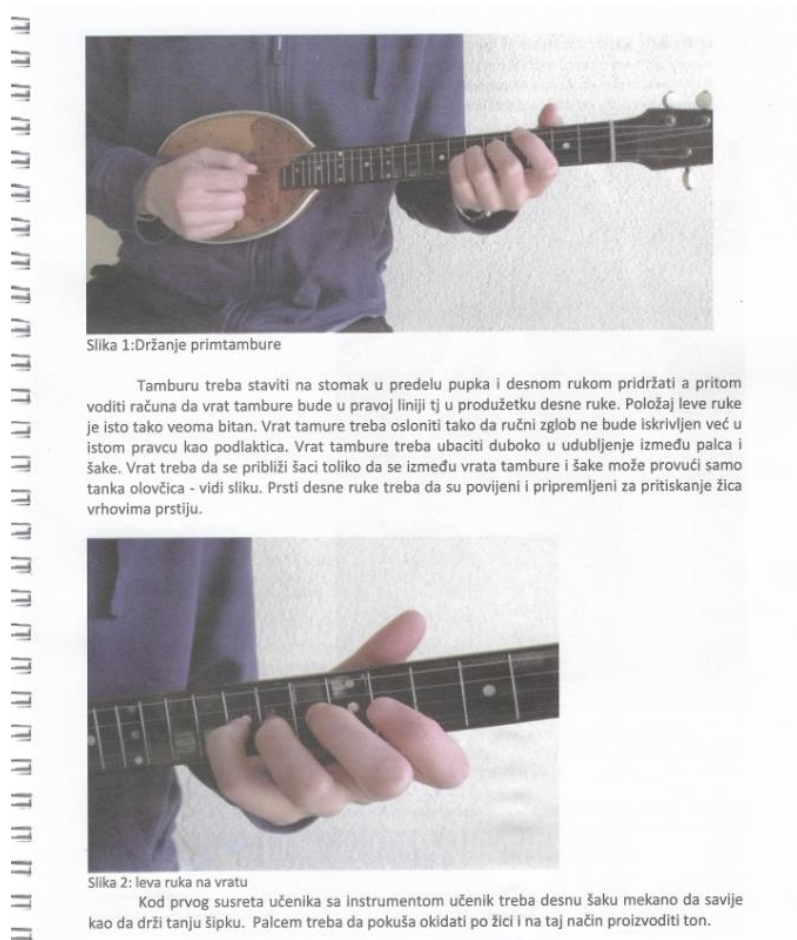 Slika 1:Držanje primtambure
Tamburu treba staviti na stomak u predelu pupka i desnom rukom pridržati a pritom
voditi računa da vrat tambure bude u pravoj liniji tj u produžetku desne ruke. Položaj leve ruke
je isto tako veoma bitan. Vrat tamure treba osloniti tako da ručni zglob ne bude iskrivljen već u
istom pravcu kao podlaktica. Vrat tambure treba ubaciti duboko u udubljenje između palca i
šake. Vrat treba da se približi šaci toliko da se između vrata tambure i šake može provući samo
tanka olovčica - vidi sliku. Prsti desne ruke treba da su povijeni i pripremljeni za pritiskanje žica
vrhovima prstiju.
Slika 2: leva ruka na vratu
Kod prvog susreta učenika sa instrumentom učenik treba desnu šaku mekano da savije
kao da drži tanju šipku. Palcem treba da pokuša okidati po žici i na taj način proizvoditi ton.